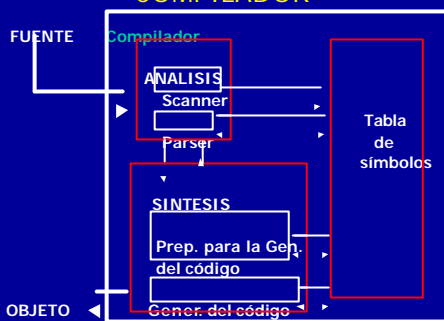 COMPILADOR
FUENTE
Compilador
ANALISIS
Scanner
Parser
Tabla
de
símbolos
SINTESIS
Prep. para la Gen.
del código
Gener. del código
OBJETO